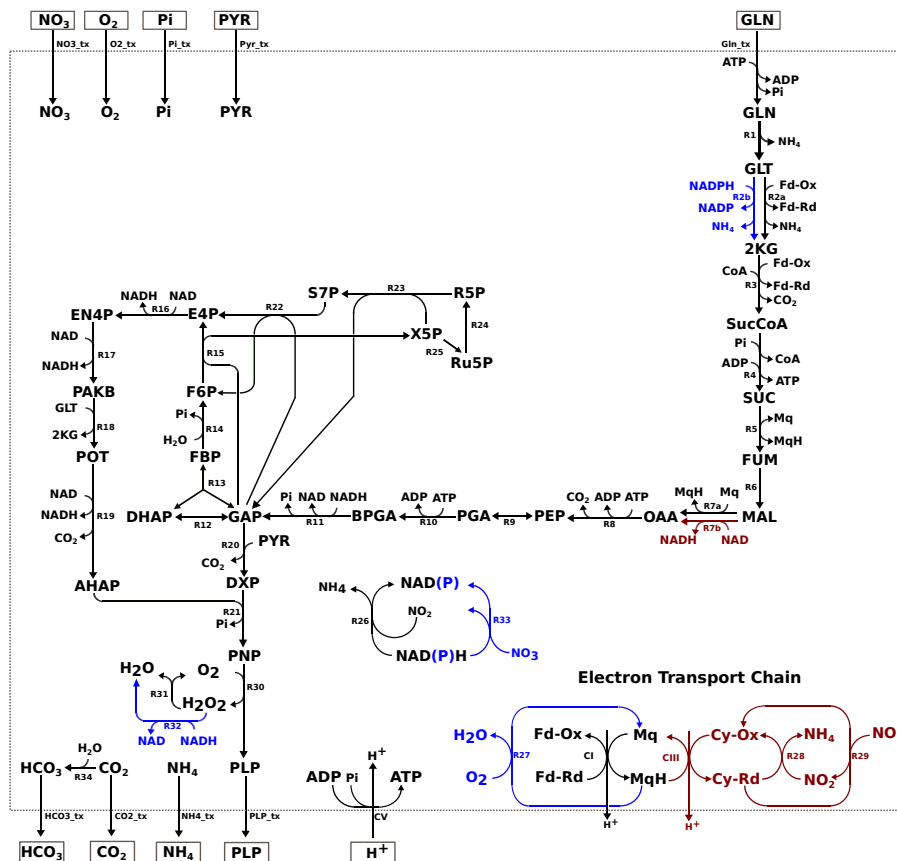 NO3 O2 Pi PYR GLN
NO3_tx O2_tx Pi_tx Pyr_tx Gln_tx
ATP
ADP
Pi
NO3 O2 Pi PYR GLN
R1 NH4
GLT
NADPH Fd-Ox
R2b R2a
NADP Fd-Rd
NH4 NH4
2KG
CoA Fd-Ox
R3 Fd-Rd
CO2
S7P R23 R5P
NADH NAD
R16 R22
EN4P E4P SucCoA
NAD R17 NADH
R15 X5P R25 R24 Ru5P
Pi CoA
ADP R4 ATP
PAKB F6P SUC
GLT R18 2KG
Pi R14 H2O
Mq R5 MqH
POT FBP FUM
R13 R6
NAD R19 NADH CO2
Pi NAD NADH ADP ATP CO2 ADP ATP MqH Mq
R7a
DHAP R12 GAP R11 BPGA R10 PGA R9 PEP R8 OAA MAL
R7b
NADH NAD
R20 PYR
CO2
AHAP DXP
R21
Pi
NH4 NAD(P)
R26 NO2 R33
NAD(P)H NO3
PNP
H2O O2 R30
R31 H2O2
R32
NAD NADH
Electron Transport Chain
H2O Fd-Ox Mq Cy-Ox NH4 NO
R27 CI CIII R28 R29
O2 Fd-Rd MqH Cy-Rd NO2
H+ H+
H2O
HCO3 R34 CO2 NH4 PLP
H+
ADP Pi ATP
HCO3_tx CO2_tx NH4_tx PLP_tx CV
HCO3 CO2 NH4 PLP H+